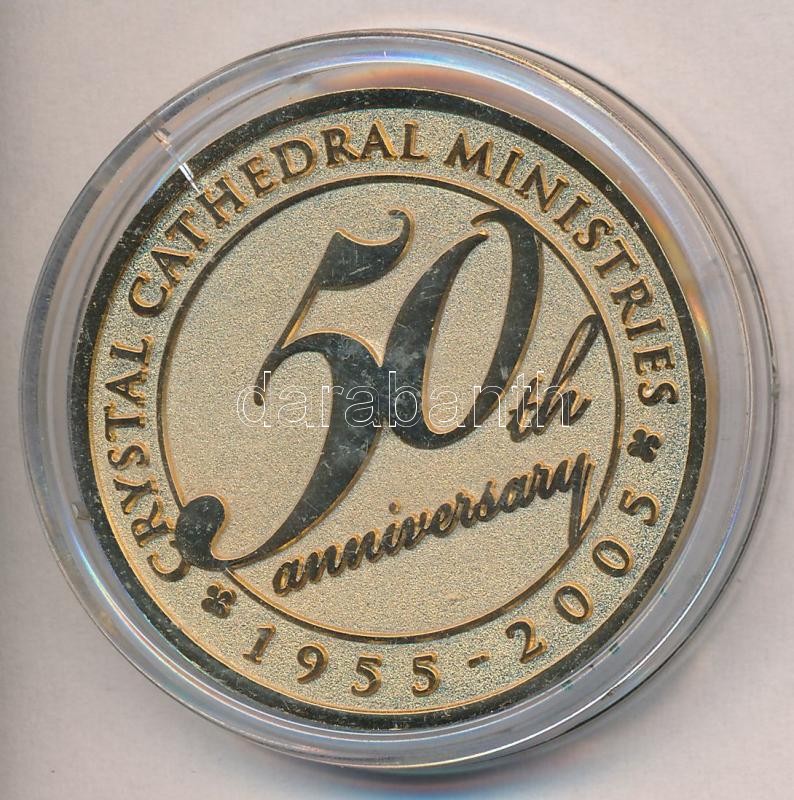 CRYSTAL CATHEDRAL MINISTRIES
50th
anniversary
1955-2005
darabanth